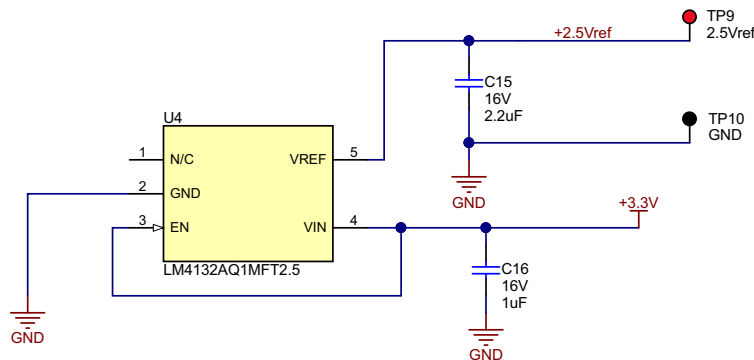 TP9
+2.5Vref
2.5Vref
C15
16V
2.2uF
U4
TP10
GND
1
N/C
VREF
5
2
GND
GND
3
EN
VIN
4
+3.3V
LM4132AQ1MFT2.5
C16
16V
1uF
GND
GND